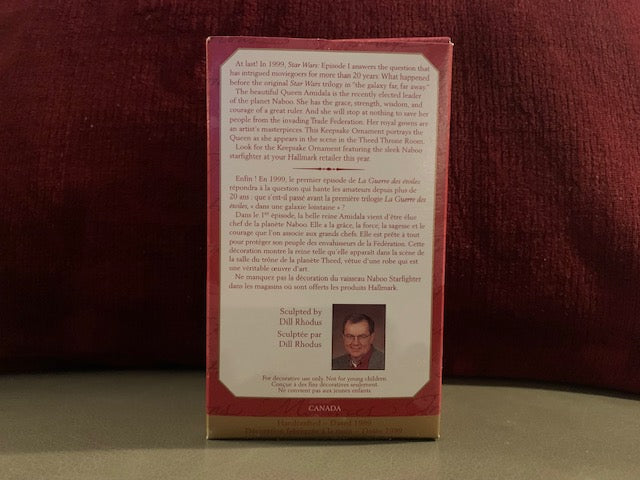 At last! In 1999, Star Wars: Episode I answers the question that
has intrigued moviegoers for more than 20 years: What happened
before the original Star Wars trilogy in "the galaxy far, far away."
The beautiful Queen Amidala is the recently elected leader
of the planet Naboo. She has the grace, strength, wisdom, and
courage of a great ruler. And she will stop at nothing to save her
people from the invading Trade Federation. Her royal gowns are
an artist's masterpieces. This Keepsake Ornament portrays the
Queen as she appears in the scene in the Theed Throne Room.
Look for the Keepsake Ornament featuring the sleek Naboo
starfighter at your Hallmark retailer this year.
Enfin ! En 1999, le premier épisode de La Guerre des étoiles
répondra à la question qui hante les amateurs depuis plus de
20 ans : que s'est-il passé avant la première trilogie La Guerre des
étoiles, « dans une galaxie lointaine » ?
Dans le 1er épisode, la belle reine Amidala vient d'être élue
chef de la planète Naboo. Elle a la grâce, la force, la sagesse et le
courage que l'on associe aux grands chefs. Elle est prête à tout
pour protéger son peuple des envahisseurs de la Fédération. Cette
décoration montre la reine telle qu'elle apparaît dans la scène de
la salle du trône de la planète Theed, vêtue d'une robe qui est
une véritable œuvre d'art.
Ne manquez pas la décoration du vaisseau Naboo Starfighter
dans les magasins où sont offerts les produits Hallmark.
Sculpted by
Dill Rhodus
Sculptée par
Dill Rhodus
For decorative use only. Not for young children.
Conçue à des fins décoratives seulement.
Ne convient pas aux jeunes enfants.
CANADA
Handcrafted – Dated 1999
Décoration fabriquée à la main – Datée 1999